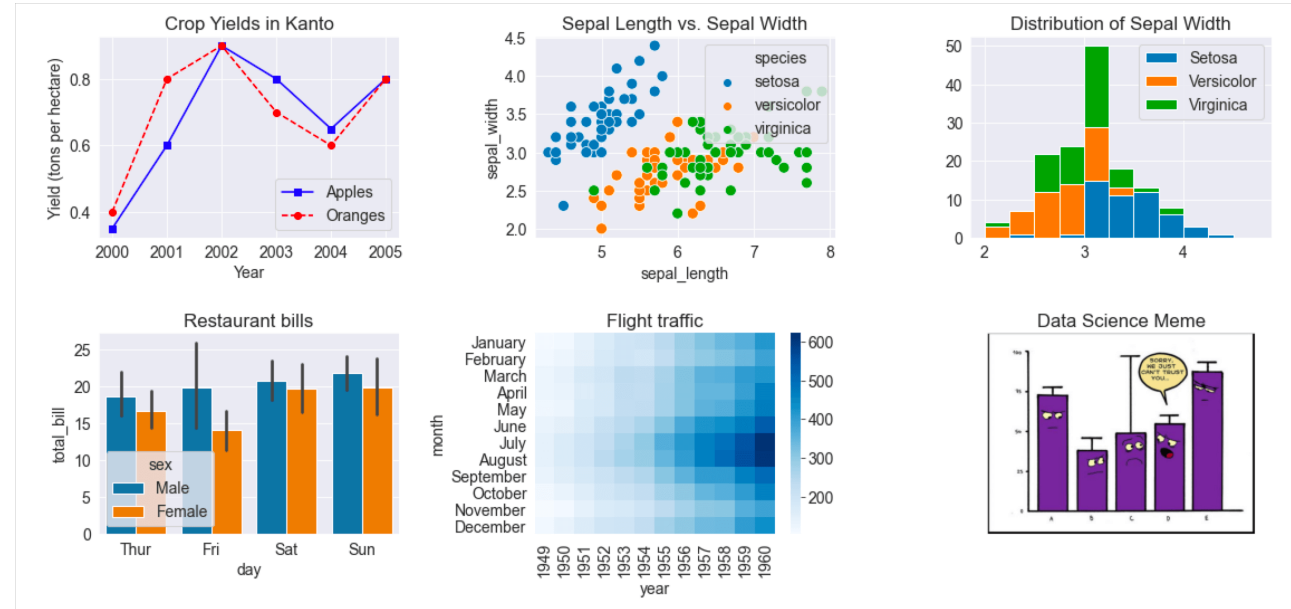 Crop Yields in Kanto
Yield (tons per hectare)
0.8
0.6
0.4
Apples
Oranges
2000 2001 2002 2003 2004 2005
Year
Sepal Length vs. Sepal Width
sepal_width
4.5
4.0
3.5
3.0
2.5
2.0
species
setosa
versicolor
virginica
5 6 7 8
sepal_length
Distribution of Sepal Width
50
40
30
20
10
0
Setosa
Versicolor
Virginica
2 3 4
Restaurant bills
total_bill
25
20
15
10
5
0
sex
Male
Female
Thur Fri Sat Sun
day
Flight traffic
month
January
February
March
April
May
June
July
August
September
October
November
December
1949 1950 1951 1952 1953 1954 1955 1956 1957 1958 1959 1960
year
600
500
400
300
200
Data Science Meme
SORRY,
WE JUST
CAN'T TRUST
YOU...
A B C D E